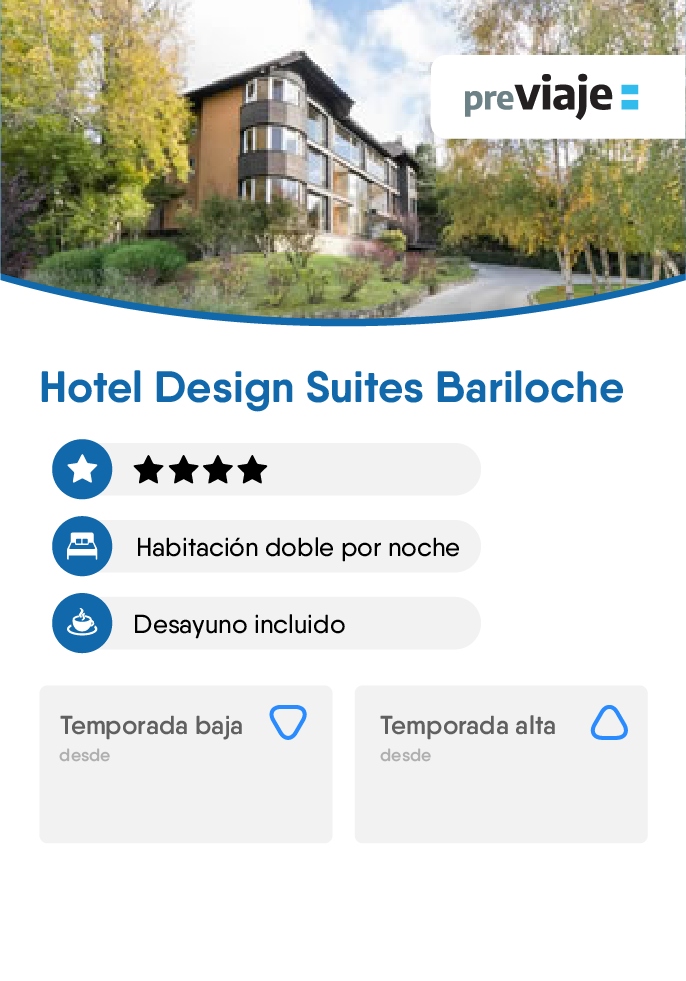 previaje
Hotel Design Suites Bariloche
Habitación doble por noche
Desayuno incluido
Temporada baja
desde
Temporada alta
desde